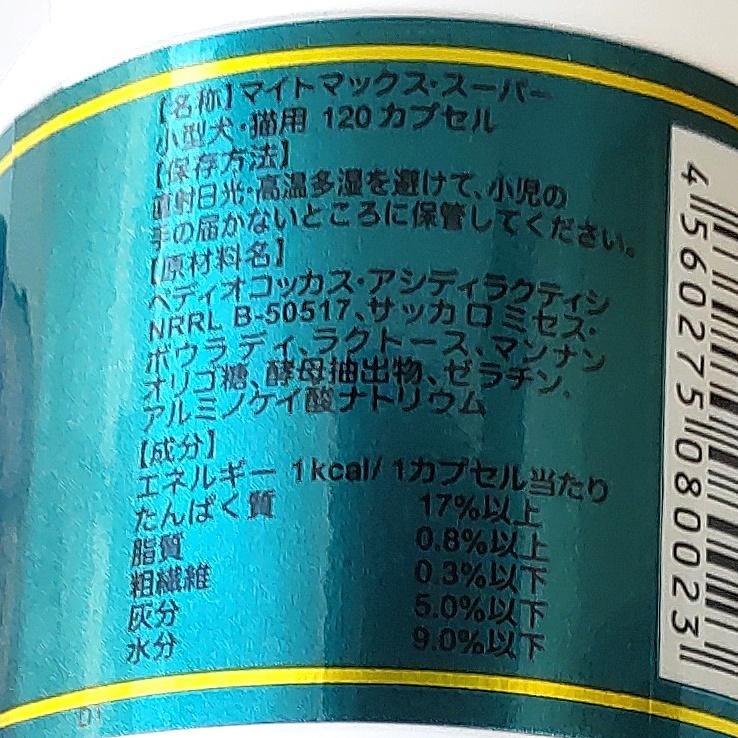 【名称】マイトマックス・スーパー
小型犬・猫用 120カプセル
【保存方法】
直射日光・高温多湿を避けて、小児の
手の届かないところに保管してください。
【原材料名】
ペディオコッカス・アシディラクティシ
NRRL B-50517、サッカロミセス・
ボウラディ、ラクトース、マンナン
オリゴ糖、酵母抽出物、ゼラチン、
アルミノケイ酸ナトリウム
【成分】
エネルギー 1kcal/ 1カプセル当たり
たんぱく質 17%以上
脂質 0.8%以上
粗繊維 0.3%以下
灰分 5.0%以下
水分 9.0%以下
4560275080023
01